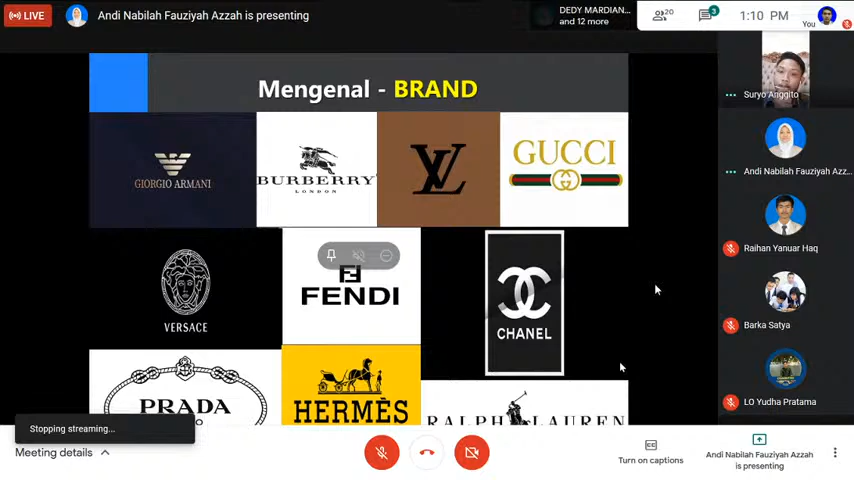 LIVE
Andi Nabilah Fauziyah Azzah is presenting
DEDY MARDIAN...
and 12 more
20
3
1:10 PM
You
Mengenal - BRAND
GIORGIO ARMANI
BURBERRY
LONDON
LV
GUCCI
VERSACE
FENDI
CHANEL
PRADA
HERMÈS
RALPH LAUREN
Suryo Anggito
Andi Nabilah Fauziyah Azz...
Raihan Yanuar Haq
Barka Satya
LO Yudha Pratama
Stopping streaming...
Meeting details
Turn on captions
Andi Nabilah Fauziyah Azzah
is presenting